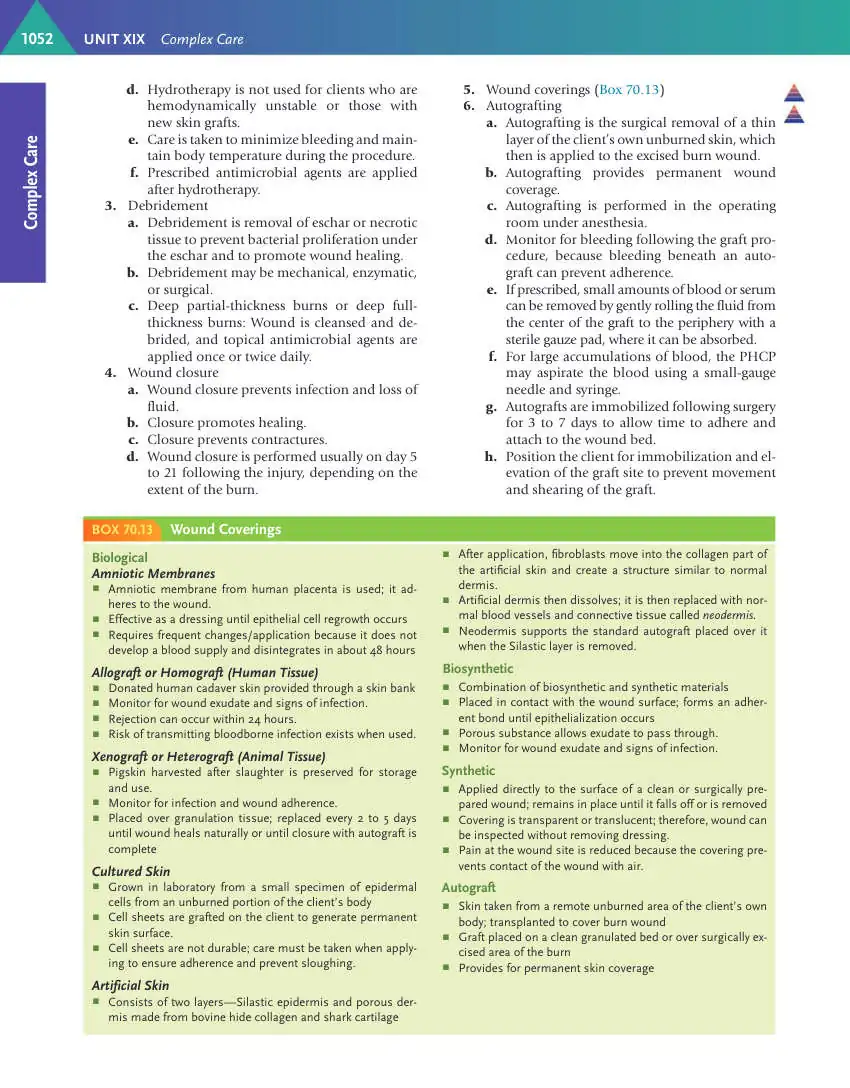 1052 UNIT XIX Complex Care
Complex Care
d. Hydrotherapy is not used for clients who are
hemodynamically unstable or those with
new skin grafts.
e. Care is taken to minimize bleeding and main-
tain body temperature during the procedure.
f. Prescribed antimicrobial agents are applied
after hydrotherapy.
3. Debridement
a. Debridement is removal of eschar or necrotic
tissue to prevent bacterial proliferation under
the eschar and to promote wound healing.
b. Debridement may be mechanical, enzymatic,
or surgical.
c. Deep partial-thickness burns or deep full-
thickness burns: Wound is cleansed and de-
brided, and topical antimicrobial agents are
applied once or twice daily.
4. Wound closure
a. Wound closure prevents infection and loss of
fluid.
b. Closure promotes healing.
c. Closure prevents contractures.
d. Wound closure is performed usually on day 5
to 21 following the injury, depending on the
extent of the burn.
5. Wound coverings (Box 70.13)
6. Autografting
a. Autografting is the surgical removal of a thin
layer of the client's own unburned skin, which
then is applied to the excised burn wound.
b. Autografting provides permanent wound
coverage.
c. Autografting is performed in the operating
room under anesthesia.
d. Monitor for bleeding following the graft pro-
cedure, because bleeding beneath an auto-
graft can prevent adherence.
e. If prescribed, small amounts of blood or serum
can be removed by gently rolling the fluid from
the center of the graft to the periphery with a
sterile gauze pad, where it can be absorbed.
f. For large accumulations of blood, the PHCP
may aspirate the blood using a small-gauge
needle and syringe.
g. Autografts are immobilized following surgery
for 3 to 7 days to allow time to adhere and
attach to the wound bed.
h. Position the client for immobilization and el-
evation of the graft site to prevent movement
and shearing of the graft.
BOX 70.13 Wound Coverings
Biological
Amniotic Membranes
■ Amniotic membrane from human placenta is used; it ad-
heres to the wound.
■ Effective as a dressing until epithelial cell regrowth occurs
■ Requires frequent changes/application because it does not
develop a blood supply and disintegrates in about 48 hours
Allograft or Homograft (Human Tissue)
■ Donated human cadaver skin provided through a skin bank
■ Monitor for wound exudate and signs of infection.
■ Rejection can occur within 24 hours.
■ Risk of transmitting bloodborne infection exists when used.
Xenograft or Heterograft (Animal Tissue)
■ Pigskin harvested after slaughter is preserved for storage
and use.
■ Monitor for infection and wound adherence.
■ Placed over granulation tissue; replaced every 2 to 5 days
until wound heals naturally or until closure with autograft is
complete
Cultured Skin
■ Grown in laboratory from a small specimen of epidermal
cells from an unburned portion of the client's body
■ Cell sheets are grafted on the client to generate permanent
skin surface.
■ Cell sheets are not durable; care must be taken when apply-
ing to ensure adherence and prevent sloughing.
Artificial Skin
■ Consists of two layers—Silastic epidermis and porous der-
mis made from bovine hide collagen and shark cartilage
■ After application, fibroblasts move into the collagen part of
the artificial skin and create a structure similar to normal
dermis.
■ Artificial dermis then dissolves; it is then replaced with nor-
mal blood vessels and connective tissue called neodermis.
■ Neodermis supports the standard autograft placed over it
when the Silastic layer is removed.
Biosynthetic
■ Combination of biosynthetic and synthetic materials
■ Placed in contact with the wound surface; forms an adher-
ent bond until epithelialization occurs
■ Porous substance allows exudate to pass through.
■ Monitor for wound exudate and signs of infection.
Synthetic
■ Applied directly to the surface of a clean or surgically pre-
pared wound; remains in place until it falls off or is removed
■ Covering is transparent or translucent; therefore, wound can
be inspected without removing dressing.
■ Pain at the wound site is reduced because the covering pre-
vents contact of the wound with air.
Autograft
■ Skin taken from a remote unburned area of the client's own
body; transplanted to cover burn wound
■ Graft placed on a clean granulated bed or over surgically ex-
cised area of the burn
■ Provides for permanent skin coverage